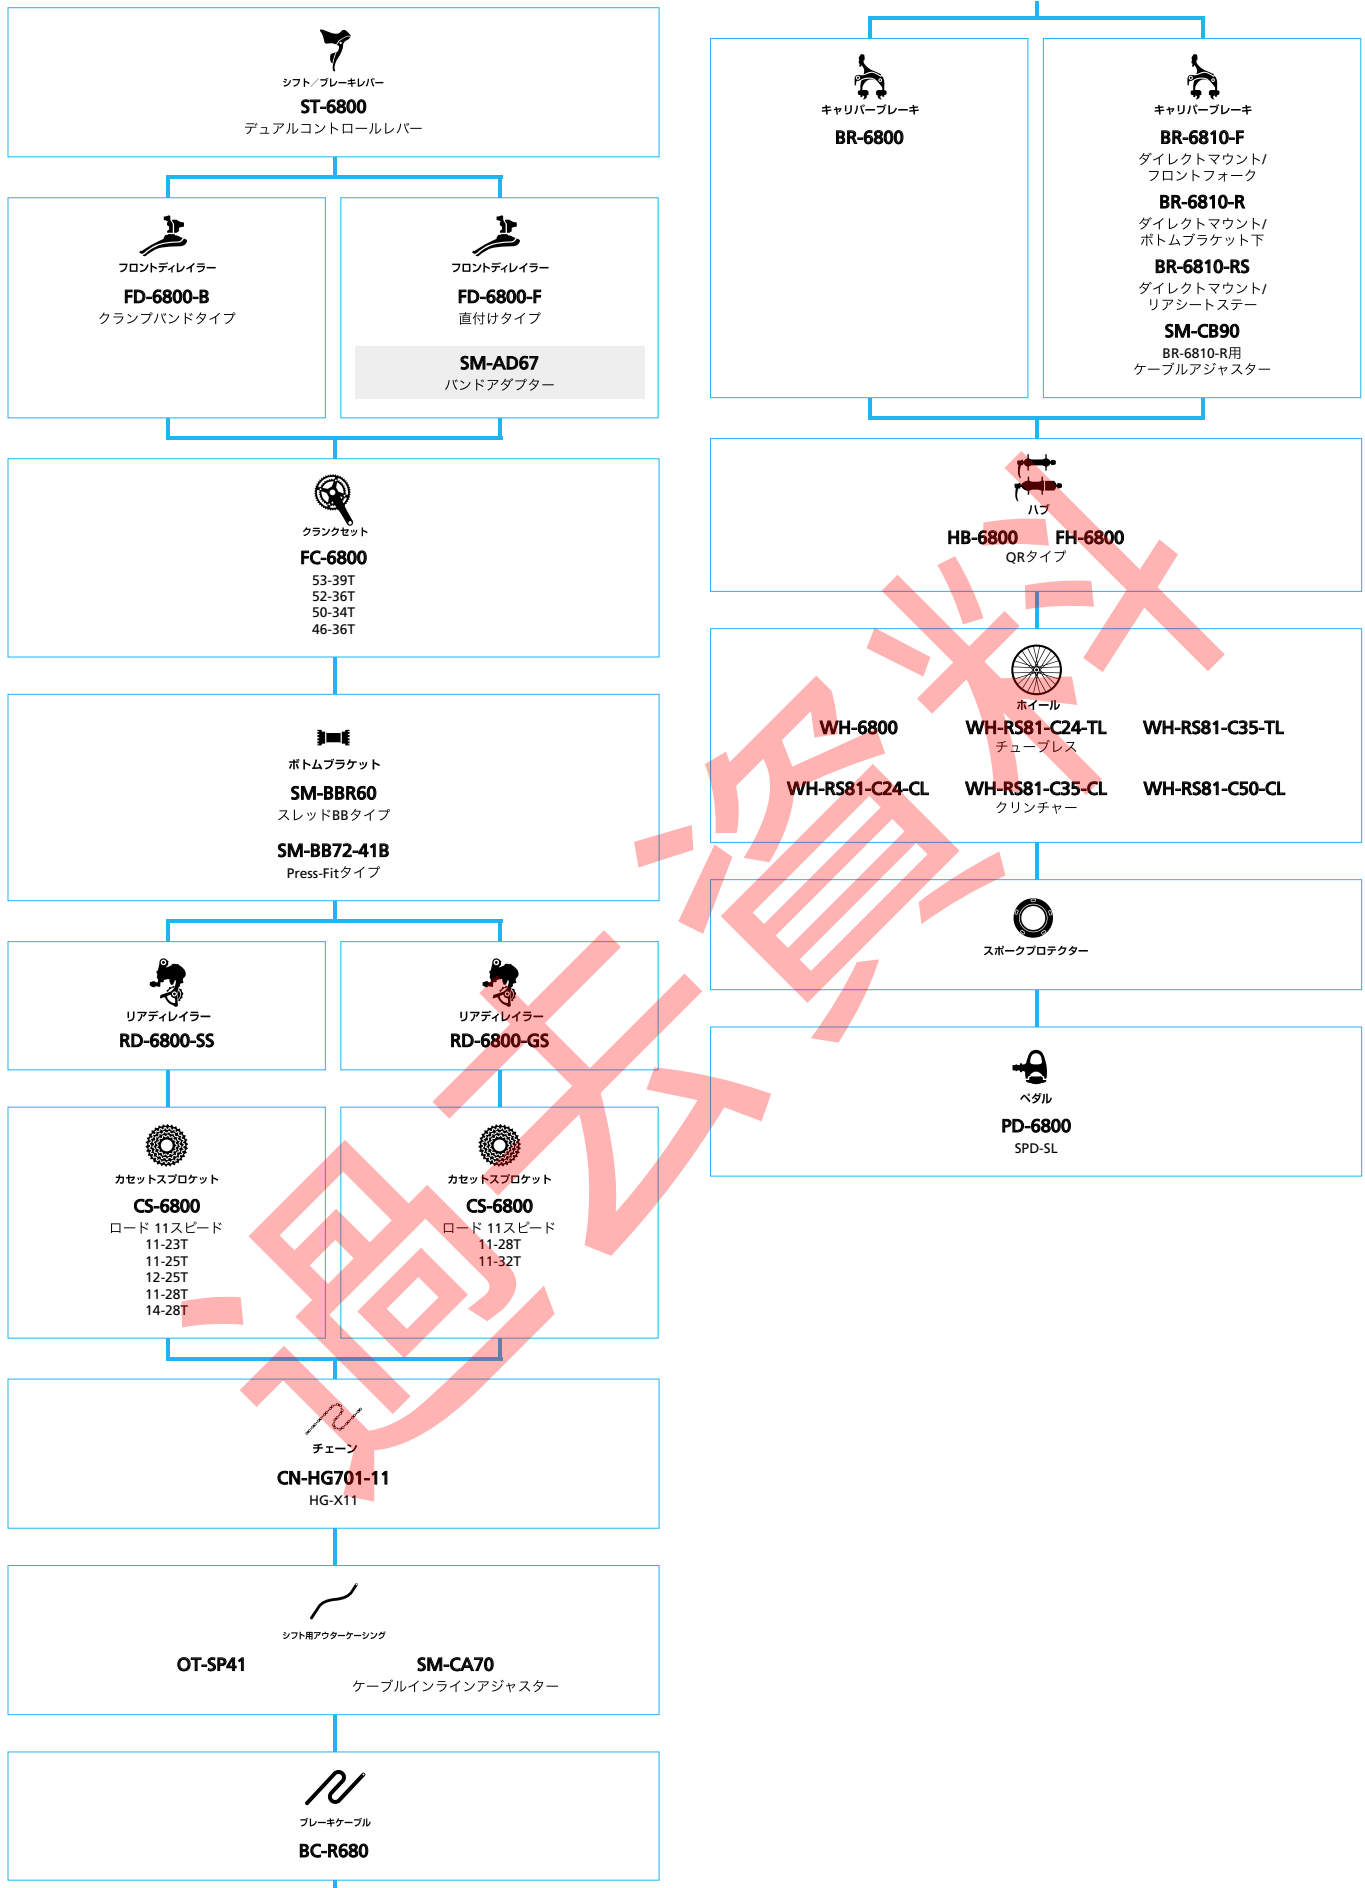 シフト／ブレーキレバー
ST-6800
デュアルコントロールレバー
フロントディレイラー
FD-6800-B
クランプバンドタイプ
フロントディレイラー
FD-6800-F
直付けタイプ
SM-AD67
バンドアダプター
クランクセット
FC-6800
53-39T
52-36T
50-34T
46-36T
ボトムブラケット
SM-BBR60
スレッドBBタイプ
SM-BB72-41B
Press-Fitタイプ
リアディレイラー
RD-6800-SS
リアディレイラー
RD-6800-GS
カセットスプロケット
CS-6800
ロード 11スピード
11-23T
11-25T
12-25T
11-28T
14-28T
カセットスプロケット
CS-6800
ロード 11スピード
11-28T
11-32T
チェーン
CN-HG701-11
HG-X11
シフト用アウターケーシング
OT-SP41
SM-CA70
ケーブルインラインアジャスター
ブレーキケーブル
BC-R680
キャリパーブレーキ
BR-6800
キャリパーブレーキ
BR-6810-F
ダイレクトマウント/
フロントフォーク
BR-6810-R
ダイレクトマウント/
ボトムブラケット下
BR-6810-RS
ダイレクトマウント/
リアシートステー
SM-CB90
BR-6810-R用
ケーブルアジャスター
ハブ
HB-6800 FH-6800
QRタイプ
ホイール
WH-6800 WH-RS81-C24-TL WH-RS81-C35-TL
チューブレス
WH-RS81-C24-CL WH-RS81-C35-CL WH-RS81-C50-CL
クリンチャー
スポークプロテクター
ペダル
PD-6800
SPD-SL
過去資料